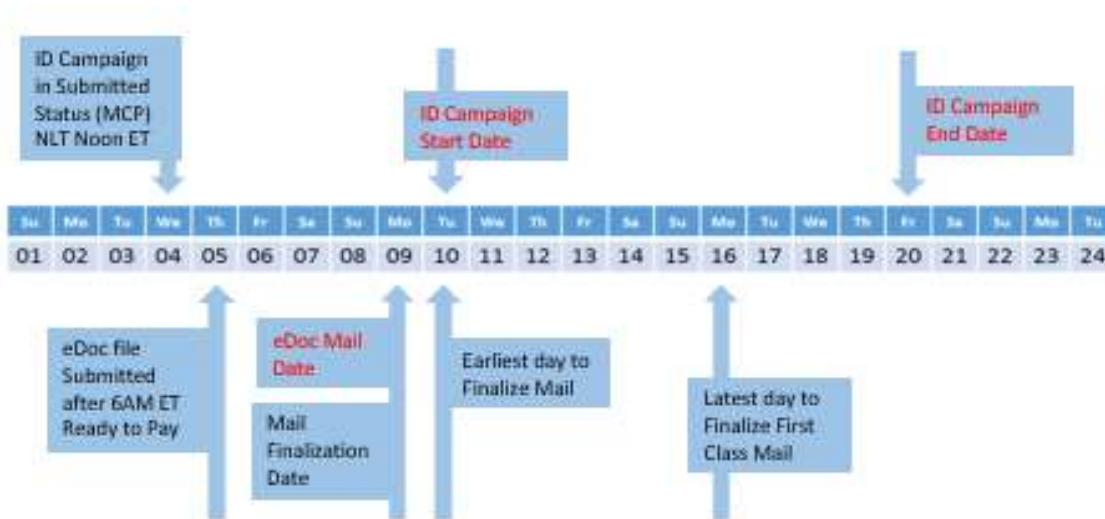 ID Campaign
in Submitted
Status (MCP)
NLT Noon ET
ID Campaign
Start Date
ID Campaign
End Date
Su Mo Tu We Th Fr Sa Su Mo Tu We Th Fr Sa Su Mo Tu We Th Fr Sa Su Mo Tu
01 02 03 04 05 06 07 08 09 10 11 12 13 14 15 16 17 18 19 20 21 22 23 24
eDoc file
Submitted
after 6AM ET
Ready to Pay
eDoc Mail
Date
Mail
Finalization
Date
Earliest day to
Finalize Mail
Latest day to
Finalize First
Class Mail